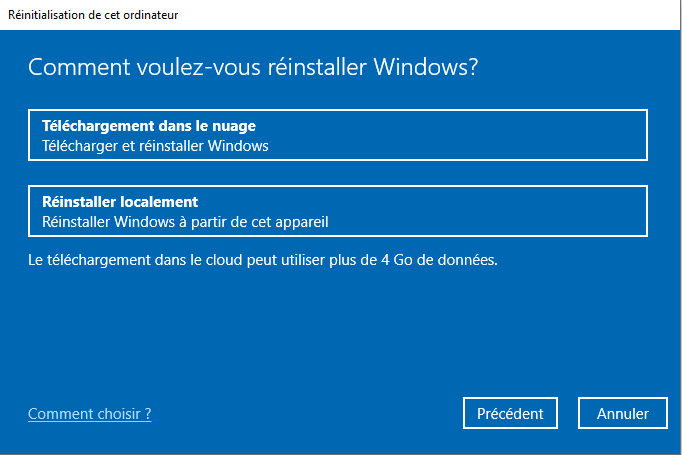 Réinitialisation de cet ordinateur
Comment voulez-vous réinstaller Windows?
Téléchargement dans le nuage
Télécharger et réinstaller Windows
Réinstaller localement
Réinstaller Windows à partir de cet appareil
Le téléchargement dans le cloud peut utiliser plus de 4 Go de données.
Comment choisir ?
Précédent
Annuler